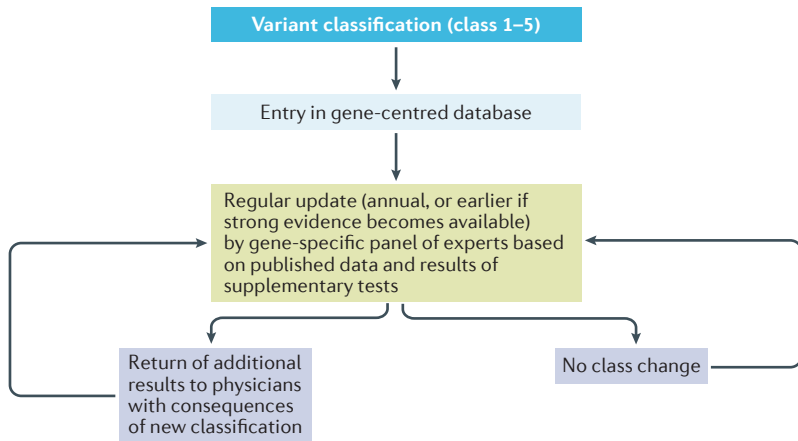 Variant classification (class 1–5)
Entry in gene-centred database
Regular update (annual, or earlier if
strong evidence becomes available)
by gene-specific panel of experts based
on published data and results of
supplementary tests
Return of additional
results to physicians
with consequences
of new classification
No class change